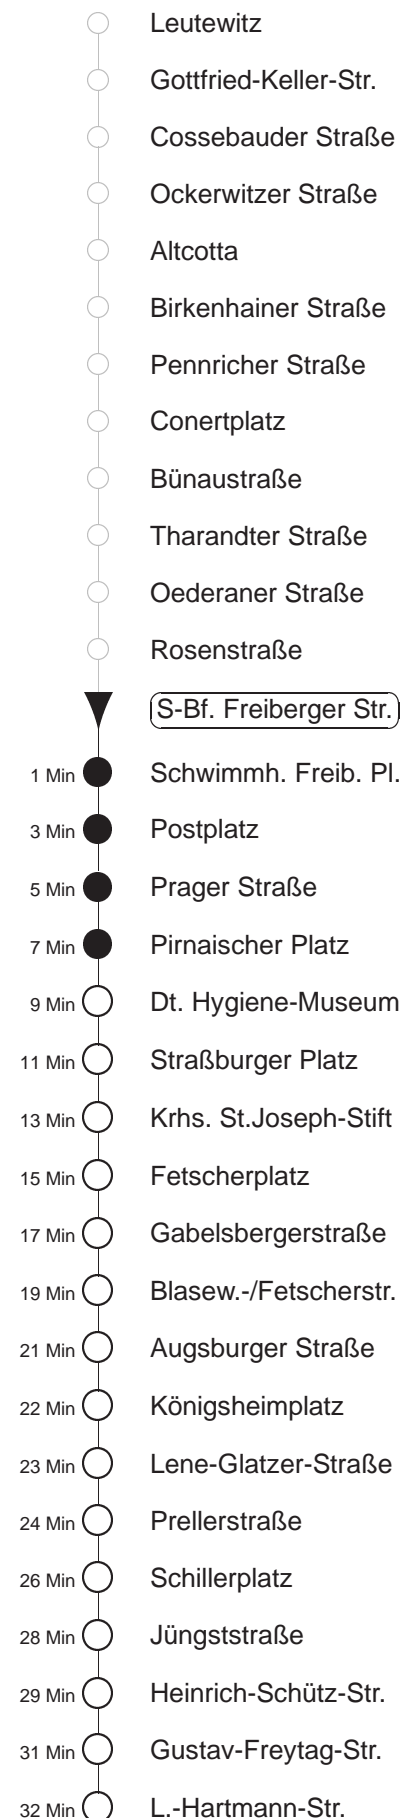 Leutewitz
Gottfried-Keller-Str.
Cossebauder Straße
Ockerwitzer Straße
Altcotta
Birkenhainer Straße
Pennricher Straße
Conertplatz
Bünaustraße
Tharandter Straße
Oederaner Straße
Rosenstraße
S-Bf. Freiberger Str.
1 Min Schwimmh. Freib. Pl.
3 Min Postplatz
5 Min Prager Straße
7 Min Pirnaischer Platz
9 Min Dt. Hygiene-Museum
11 Min Straßburger Platz
13 Min Krhs. St.Joseph-Stift
15 Min Fetscherplatz
17 Min Gabelsbergerstraße
19 Min Blasew.-/Fetscherstr.
21 Min Augsburger Straße
22 Min Königsheimplatz
23 Min Lene-Glatzer-Straße
24 Min Prellerstraße
26 Min Schillerplatz
28 Min Jüngststraße
29 Min Heinrich-Schütz-Str.
31 Min Gustav-Freytag-Str.
32 Min L.-Hartmann-Str.